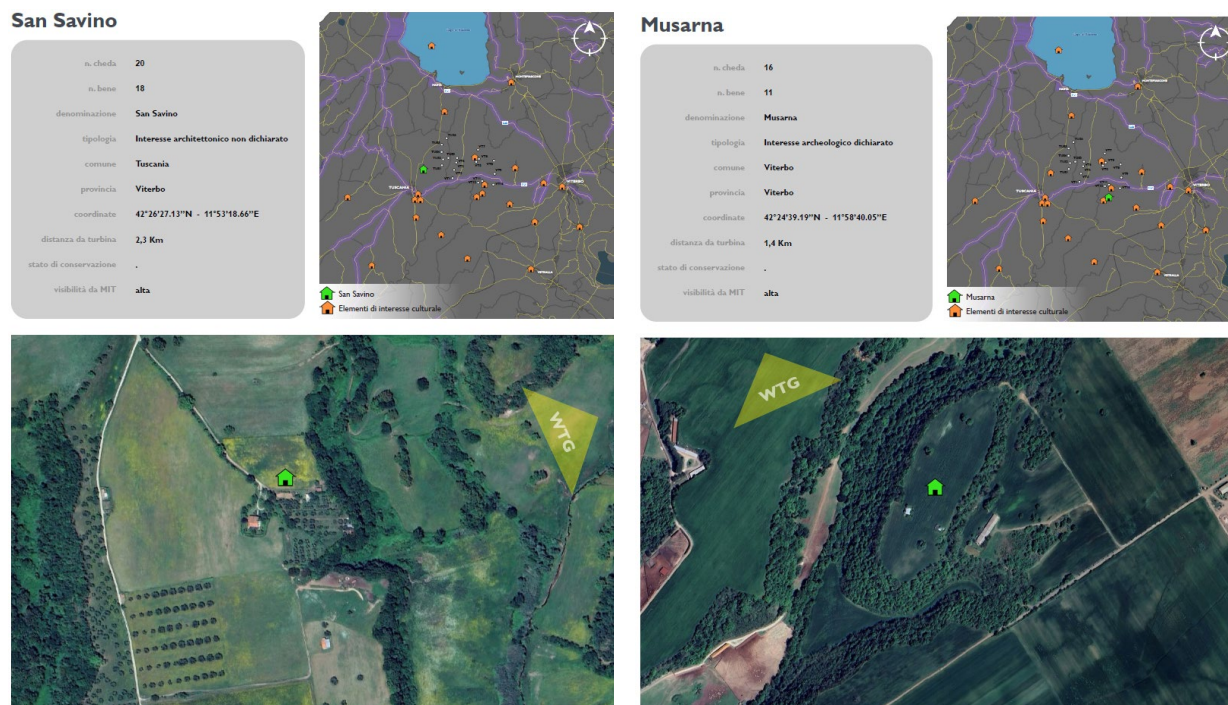 San Savino
n. cheda 20
n. bene 18
denominazione San Savino
tipologia Interesse architettonico non dichiarato
comune Tuscania
provincia Viterbo
coordinate 42°26'27.13"N - 11°53'18.66"E
distanza da turbina 2,3 Km
stato di conservazione .
visibilità da MIT alta
TUSCANIA
VITERBO
San Savino
Elementi di interesse culturale
WTG
Musarna
n. cheda 16
n. bene 11
denominazione Musarna
tipologia Interesse archeologico dichiarato
comune Viterbo
provincia Viterbo
coordinate 42°24'39.19"N - 11°58'40.05"E
distanza da turbina 1,4 Km
stato di conservazione .
visibilità da MIT alta
TUSCANIA
VITERBO
Musarna
Elementi di interesse culturale
WTG